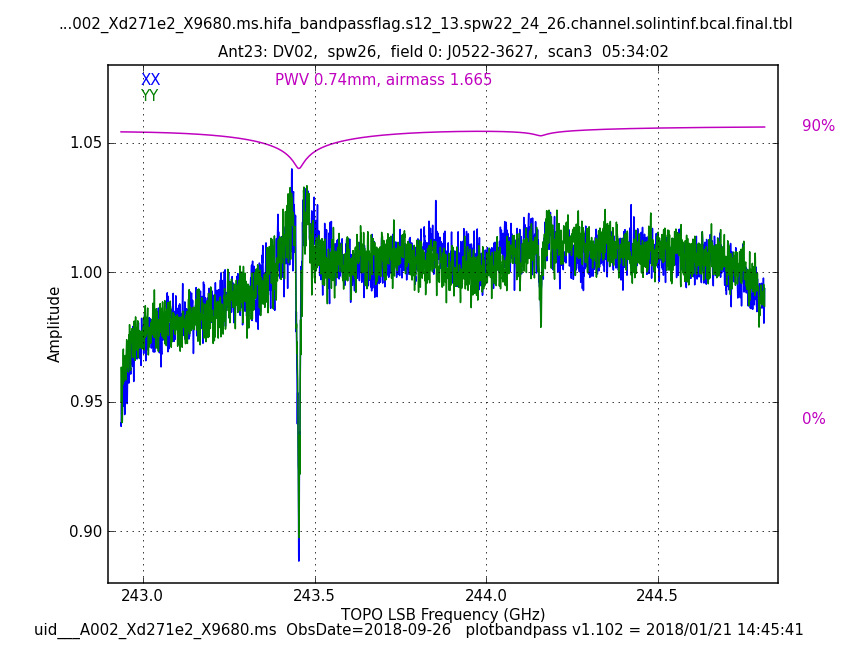 ...002_Xd271e2_X9680.ms.hifa_bandpassflag.s12_13.spw22_24_26.channel.solintinf.bcal.final.tbl
Ant23: DV02, spw26, field 0: J0522-3627, scan3 05:34:02
XX
PWV 0.74mm, airmass 1.665
YY
90%
1.05
1.00
Amplitude
0.95
0%
0.90
243.0 243.5 244.0 244.5
TOPO LSB Frequency (GHz)
uid___A002_Xd271e2_X9680.ms ObsDate=2018-09-26 plotbandpass v1.102 = 2018/01/21 14:45:41